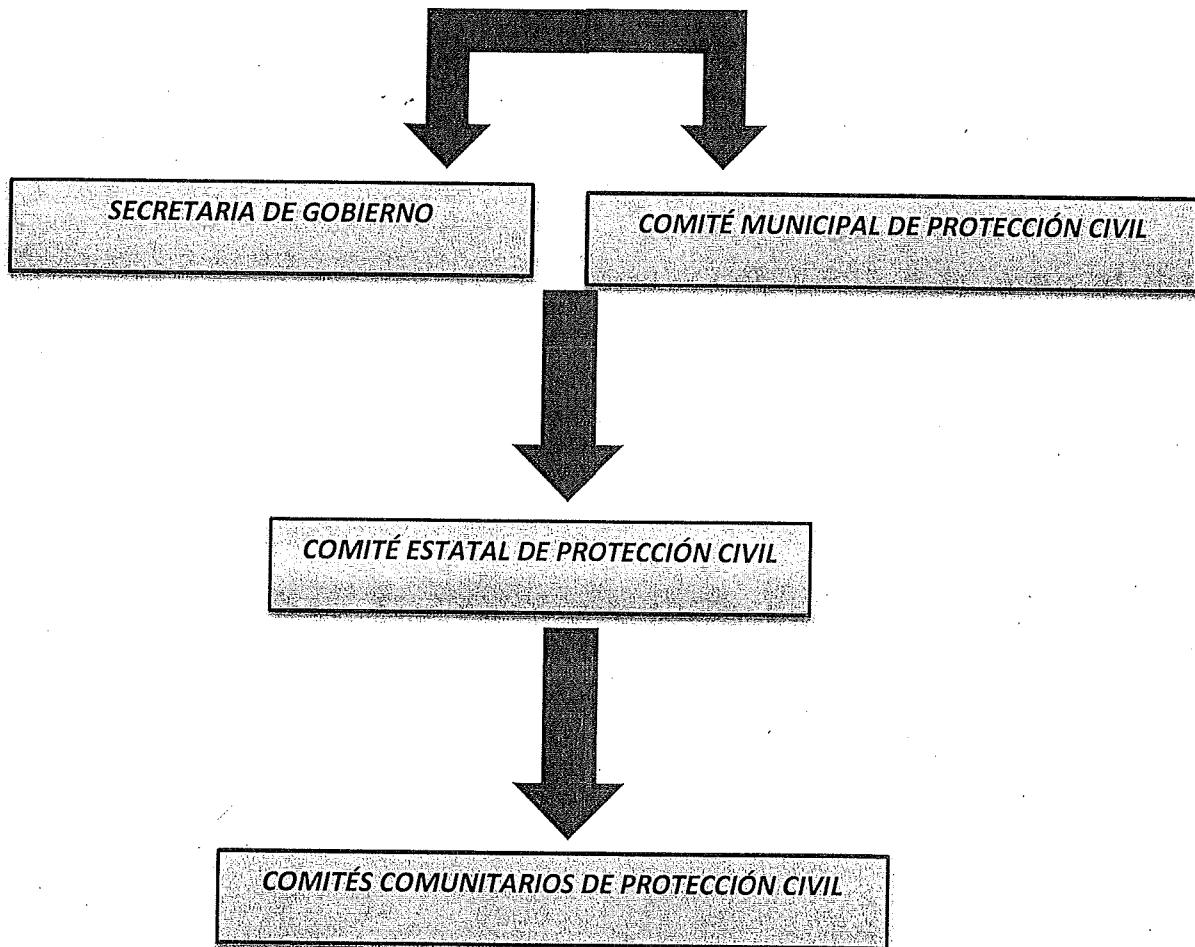 SECRETARIA DE GOBIERNO
COMITÉ MUNICIPAL DE PROTECCIÓN CIVIL
COMITÉ ESTATAL DE PROTECCIÓN CIVIL
COMITÉS COMUNITARIOS DE PROTECCIÓN CIVIL